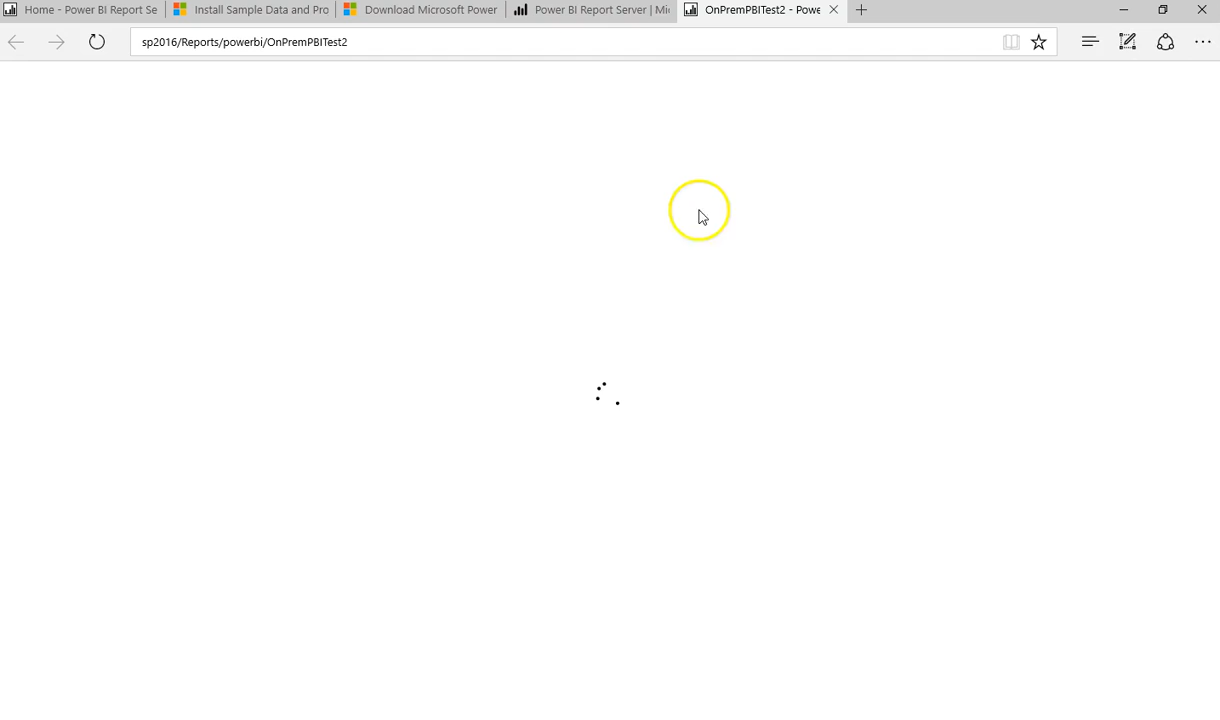 Home - Power BI Report Se
Install Sample Data and Pro
Download Microsoft Power
Power BI Report Server | Mi
OnPremPBITest2 - Powe
sp2016/Reports/powerbi/OnPremPBITest2